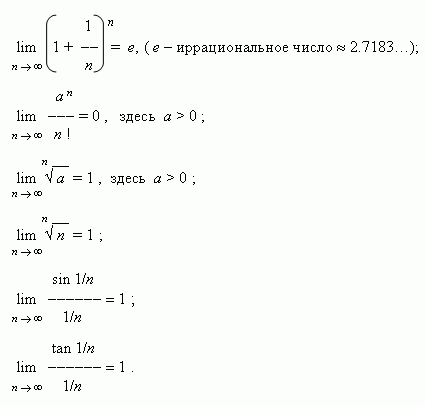 lim n→∞ (1 + 1/n)ⁿ = e, ( e – иррациональное число ≈ 2.7183…);
lim n→∞ aⁿ/n ! = 0 , здесь a > 0 ;
lim n→∞ ⁿ√a = 1 , здесь a > 0 ;
lim n→∞ ⁿ√n = 1 ;
lim n→∞ (sin 1/n)/(1/n) = 1 ;
lim n→∞ (tan 1/n)/(1/n) = 1 .